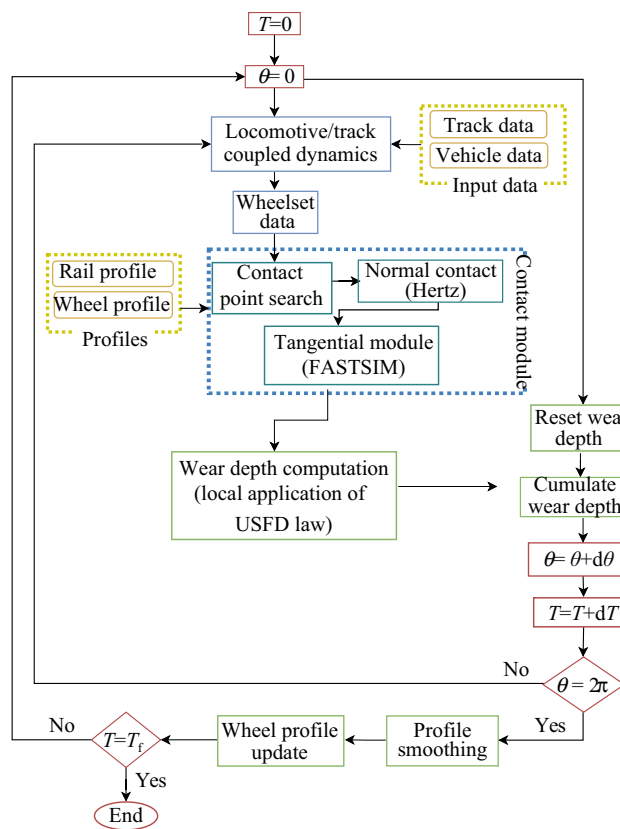 T=0
θ=0
Locomotive/track
coupled dynamics
Track data
Vehicle data
Input data
Wheelset
data
Rail profile
Wheel profile
Profiles
Contact
point search
Normal contact
(Hertz)
Tangential module
(FASTSIM)
Contact module
Reset wear
depth
Wear depth computation
(local application of
USFD law)
Cumulate
wear depth
θ=θ+dθ
T=T+dT
θ=2π
No
Yes
Profile
smoothing
Wheel profile
update
T=Tf
No
Yes
End